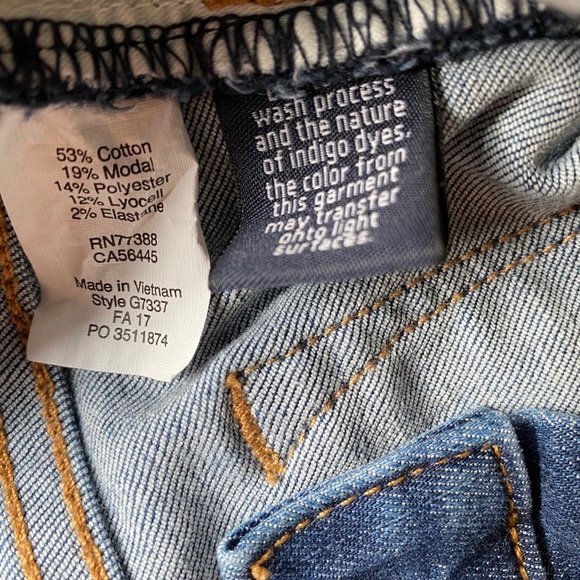 53% Cotton
19% Modal
14% Polyester
12% Lyocell
2% Elastane
RN77388
CA56445
Made in Vietnam
Style G7337
FA 17
PO 3511874
wash process
and the nature
of indigo dyes,
the color from
this garment
may transfer
onto light
surfaces.